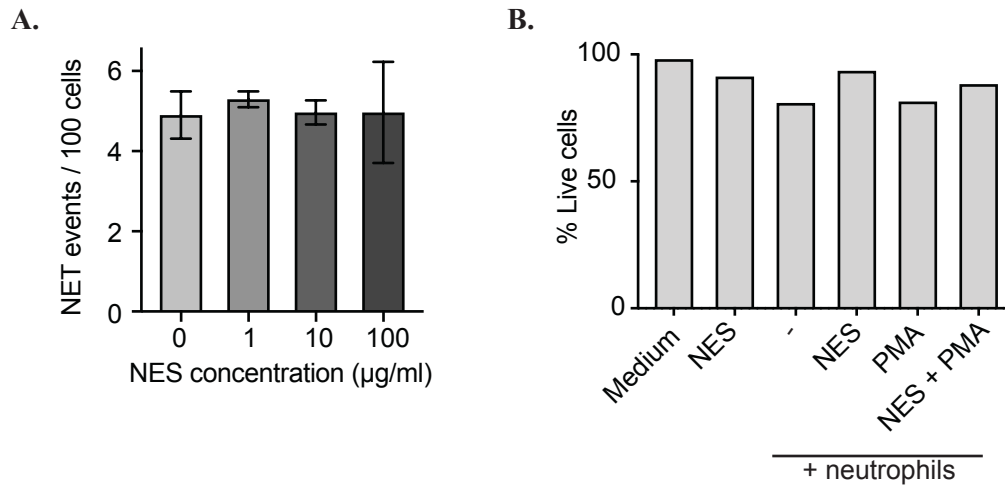 A.
NET events / 100 cells
6
4
2
0
0 1 10 100
NES concentration (µg/ml)
B.
% Live cells
100
50
0
Medium
NES
-
NES
PMA
NES + PMA
+ neutrophils